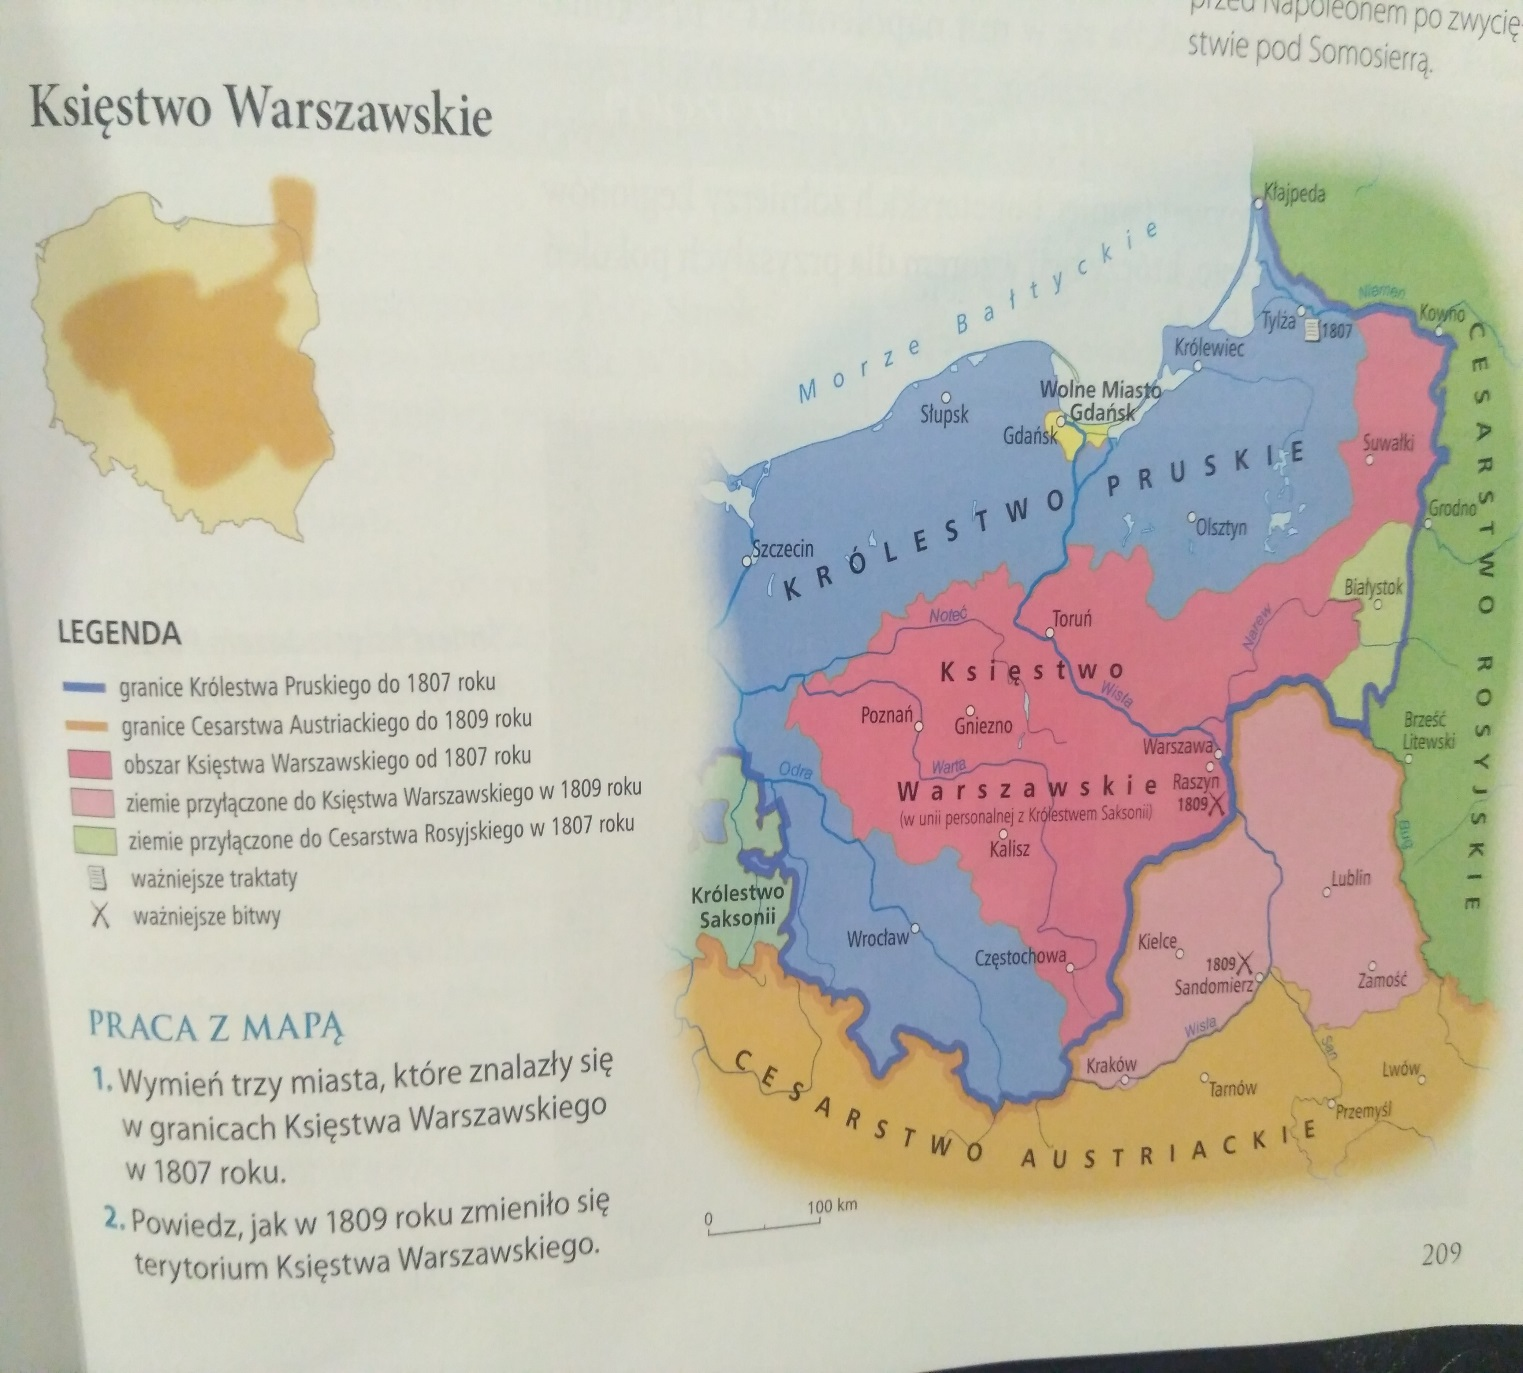 przed Napoleonem po zwycię-
stwie pod Somosierrą.
Księstwo Warszawskie
LEGENDA
granice Królestwa Pruskiego do 1807 roku
granice Cesarstwa Austriackiego do 1809 roku
obszar Księstwa Warszawskiego od 1807 roku
ziemie przyłączone do Księstwa Warszawskiego w 1809 roku
ziemie przyłączone do Cesarstwa Rosyjskiego w 1807 roku
ważniejsze traktaty
ważniejsze bitwy
PRACA Z MAPĄ
1. Wymień trzy miasta, które znalazły się
w granicach Księstwa Warszawskiego
w 1807 roku.
2. Powiedz, jak w 1809 roku zmieniło się
terytorium Księstwa Warszawskiego.
Kłajpeda
Morze Bałtyckie
Niemen
Kowno
Tylża
1807
Królewiec
Wolne Miasto
Gdańsk
Gdańsk
Słupsk
Suwałki
KRÓLESTWO PRUSKIE
CESARSTWO ROSYJSKIE
Grodno
Olsztyn
Szczecin
Białystok
Noteć
Toruń
Narew
Księstwo
Wisła
Poznań
Gniezno
Brześć
Litewski
Warszawa
Odra
Warta
Raszyn
1809
Warszawskie
(w unii personalnej z Królestwem Saksonii)
Bug
Kalisz
Królestwo
Saksonii
Lublin
Wrocław
Kielce
Częstochowa
1809
Sandomierz
Zamość
Wisła
San
Kraków
Tarnów
Lwów
Przemyśl
CESARSTWO AUSTRIACKIE
0
100 km
209